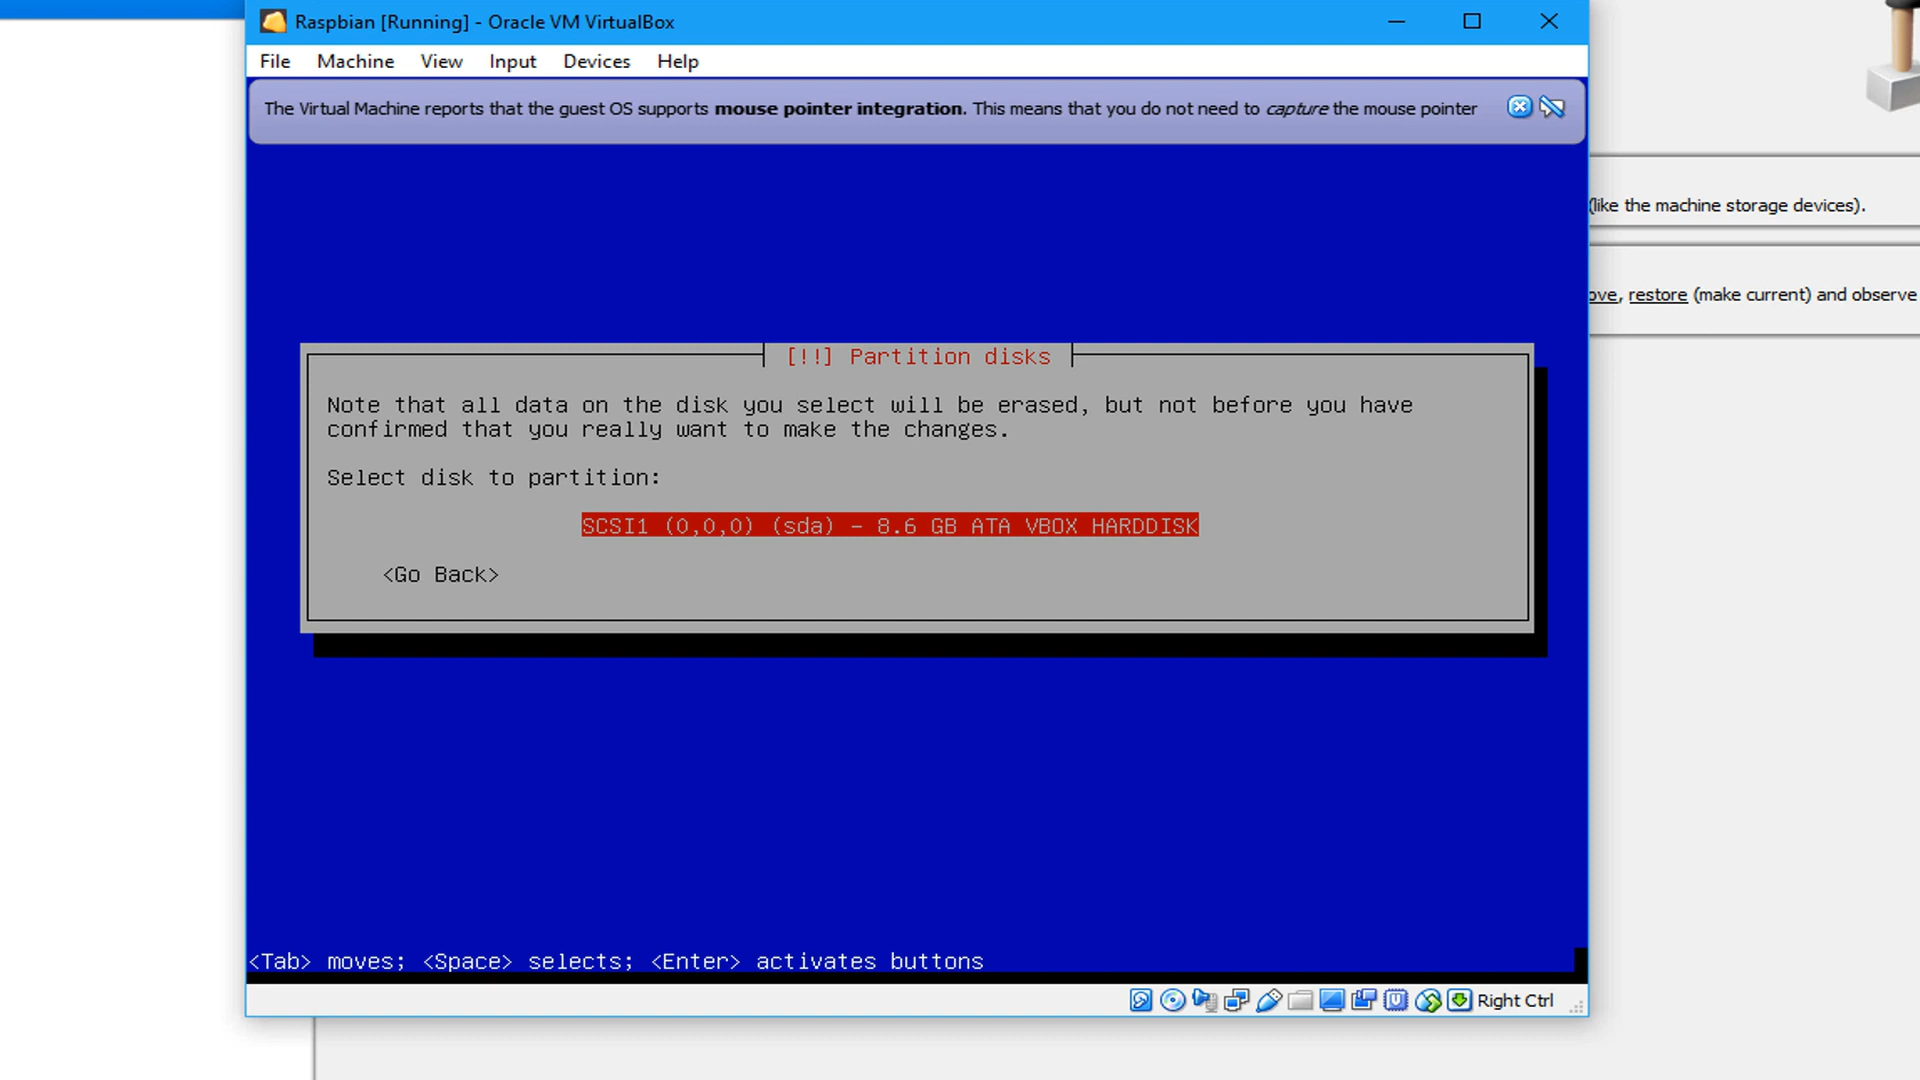 Raspbian [Running] - Oracle VM VirtualBox
File Machine View Input Devices Help
The Virtual Machine reports that the guest OS supports mouse pointer integration. This means that you do not need to capture the mouse pointer
(like the machine storage devices).
ove, restore (make current) and observe
[!!] Partition disks
Note that all data on the disk you select will be erased, but not before you have
confirmed that you really want to make the changes.
Select disk to partition:
SCSI1 (0,0,0) (sda) - 8.6 GB ATA VBOX HARDDISK
<Go Back>
<Tab> moves; <Space> selects; <Enter> activates buttons
Right Ctrl